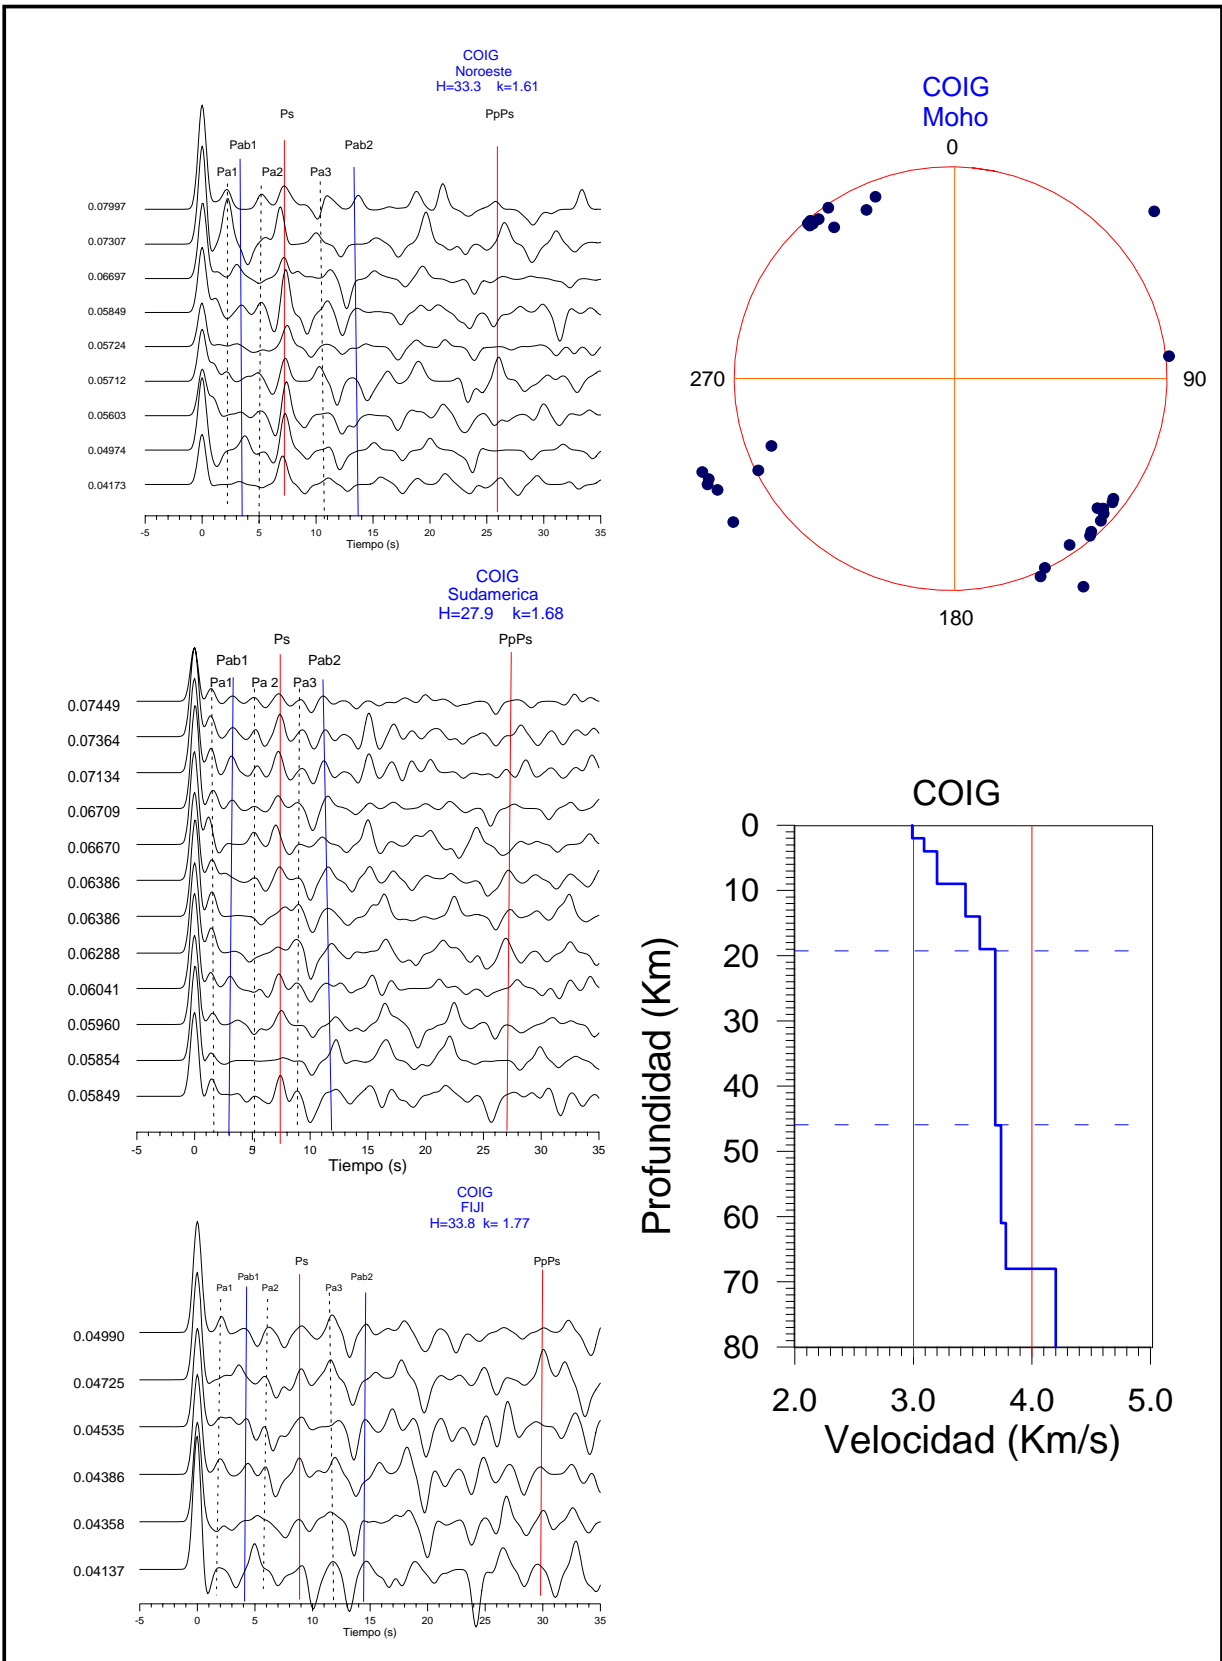 COIG
Noroeste
H=33.3 k=1.61
Ps
PpPs
Pab1
Pab2
Pa1
Pa2
Pa3
0.07997
0.07307
0.06697
0.05849
0.05724
0.05712
0.05603
0.04974
0.04173
-5 0 5 10 15 20 25 30 35
Tiempo (s)
COIG
Moho
0
270
90
180
COIG
Sudamerica
H=27.9 k=1.68
Ps
PpPs
Pab1
Pab2
Pa1
Pa 2
Pa3
0.07449
0.07364
0.07134
0.06709
0.06670
0.06386
0.06386
0.06288
0.06041
0.05960
0.05854
0.05849
-5 0 5 10 15 20 25 30 35
Tiempo (s)
COIG
0
10
20
30
40
50
60
70
80
Profundidad (Km)
2.0 3.0 4.0 5.0
Velocidad (Km/s)
COIG
FIJI
H=33.8 k= 1.77
Ps
PpPs
Pab1
Pab2
Pa1
Pa2
Pa3
0.04990
0.04725
0.04535
0.04386
0.04358
0.04137
-5 0 5 10 15 20 25 30 35
Tiempo (s)